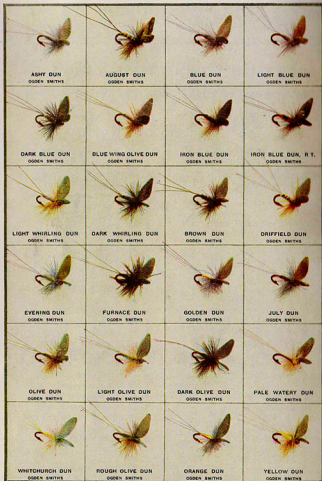 ASHY DUN
OGDEN SMITHS
AUGUST DUN
OGDEN SMITHS
BLUE DUN
OGDEN SMITHS
LIGHT BLUE DUN
OGDEN SMITHS
DARK BLUE DUN
OGDEN SMITHS
BLUE WING OLIVE DUN
OGDEN SMITHS
IRON BLUE DUN
OGDEN SMITHS
IRON BLUE DUN, R T.
OGDEN SMITHS
LIGHT WHIRLING DUN
OGDEN SMITHS
DARK WHIRLING DUN
OGDEN SMITHS
BROWN DUN
OGDEN SMITHS
DRIFFIELD DUN
OGDEN SMITHS
EVENING DUN
OGDEN SMITHS
FURNACE DUN
OGDEN SMITHS
GOLDEN DUN
OGDEN SMITHS
JULY DUN
OGDEN SMITHS
OLIVE DUN
OGDEN SMITHS
LIGHT OLIVE DUN
OGDEN SMITHS
DARK OLIVE DUN
OGDEN SMITHS
PALE WATERY DUN
OGDEN SMITHS
WHITCHURCH DUN
OGDEN SMITHS
ROUGH OLIVE DUN
OGDEN SMITHS
ORANGE DUN
OGDEN SMITHS
YELLOW DUN
OGDEN SMITHS